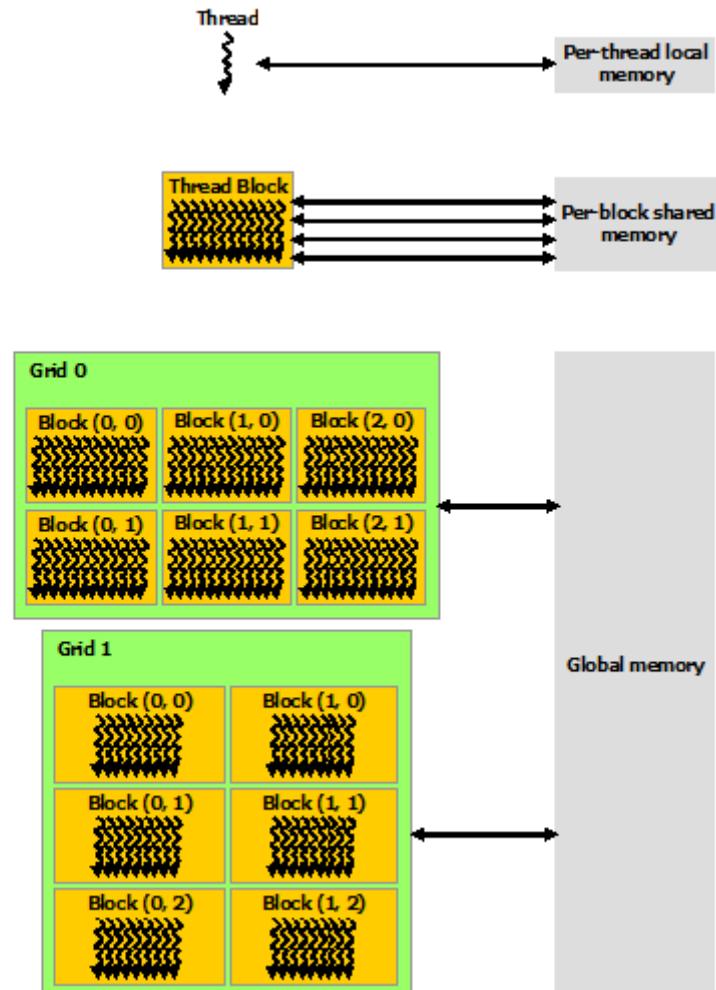 Thread
Per-thread local
memory
Thread Block
Per-block shared
memory
Grid 0
Block (0, 0)
Block (1, 0)
Block (2, 0)
Block (0, 1)
Block (1, 1)
Block (2, 1)
Grid 1
Global memory
Block (0, 0)
Block (1, 0)
Block (0, 1)
Block (1, 1)
Block (0, 2)
Block (1, 2)